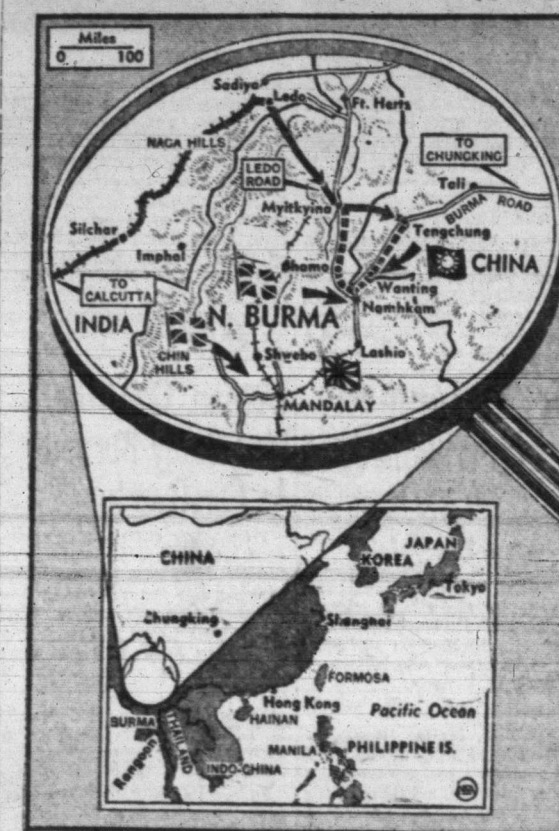 Miles
0 100
Sadiya
Ledo
Ft. Hertz
NAGA HILLS
TO
CHUNGKING
LEDO
ROAD
Tali
BURMA ROAD
Myitkyina
Silchar
Tengchung
Imphal
Bhamo
CHINA
TO
CALCUTTA
Wanting
INDIA
N. BURMA
Namhkam
CHIN
HILLS
Shwebo
Lashio
MANDALAY
CHINA
JAPAN
KOREA
Tokyo
Chungking
Shanghai
FORMOSA
Hong Kong
HAINAN
Pacific Ocean
BURMA
THAILAND
MANILA
PHILIPPINE IS.
Rangoon
INDO-CHINA